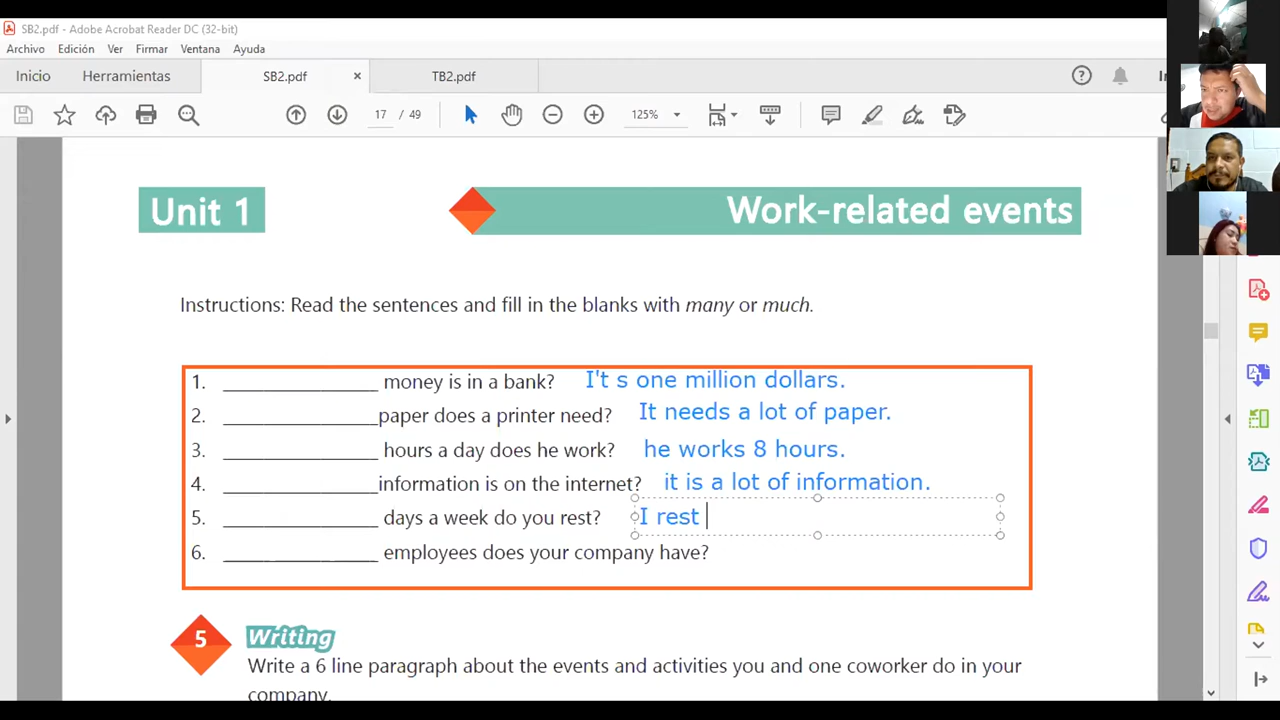 SB2.pdf - Adobe Acrobat Reader DC (32-bit)
Archivo Edición Ver Firmar Ventana Ayuda
Inicio Herramientas SB2.pdf × TB2.pdf
17 / 49 125%
Unit 1 Work-related events
Instructions: Read the sentences and fill in the blanks with many or much.
1. ________________ money is in a bank? I't s one million dollars.
2. ________________paper does a printer need? It needs a lot of paper.
3. ________________ hours a day does he work? he works 8 hours.
4. ________________information is on the internet? it is a lot of information.
5. ________________ days a week do you rest? I rest
6. ________________ employees does your company have?
5 Writing
Write a 6 line paragraph about the events and activities you and one coworker do in your
company.